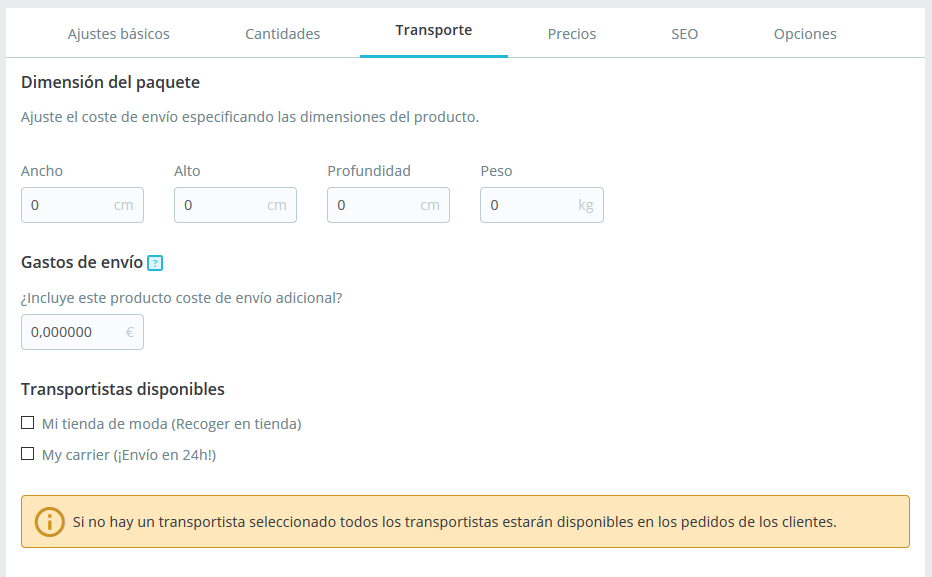 Ajustes básicos Cantidades Transporte Precios SEO Opciones
Dimensión del paquete
Ajuste el coste de envío especificando las dimensiones del producto.
Ancho Alto Profundidad Peso
0 cm 0 cm 0 cm 0 kg
Gastos de envío ?
¿Incluye este producto coste de envío adicional?
0,000000 €
Transportistas disponibles
Mi tienda de moda (Recoger en tienda)
My carrier (¡Envío en 24h!)
Si no hay un transportista seleccionado todos los transportistas estarán disponibles en los pedidos de los clientes.